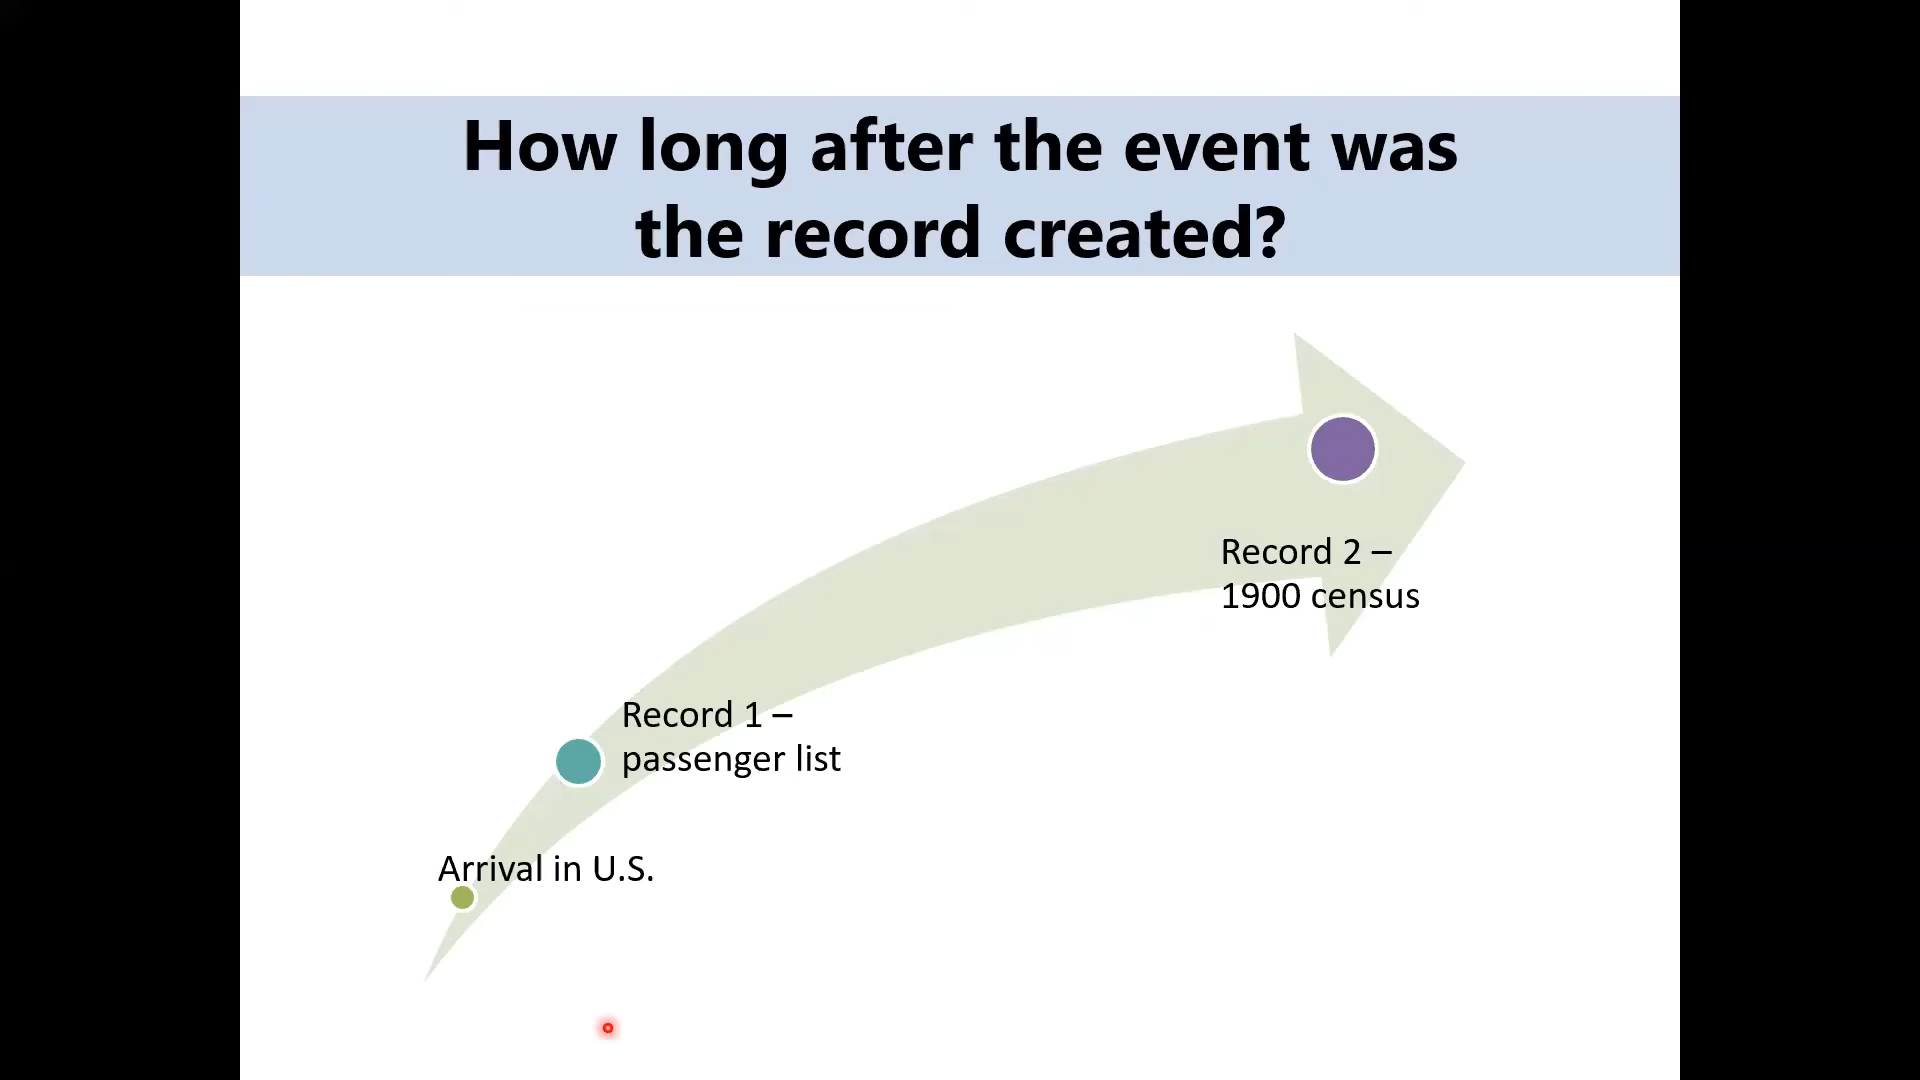 How long after the event was
the record created?
Record 2 –
1900 census
Record 1 –
passenger list
Arrival in U.S.